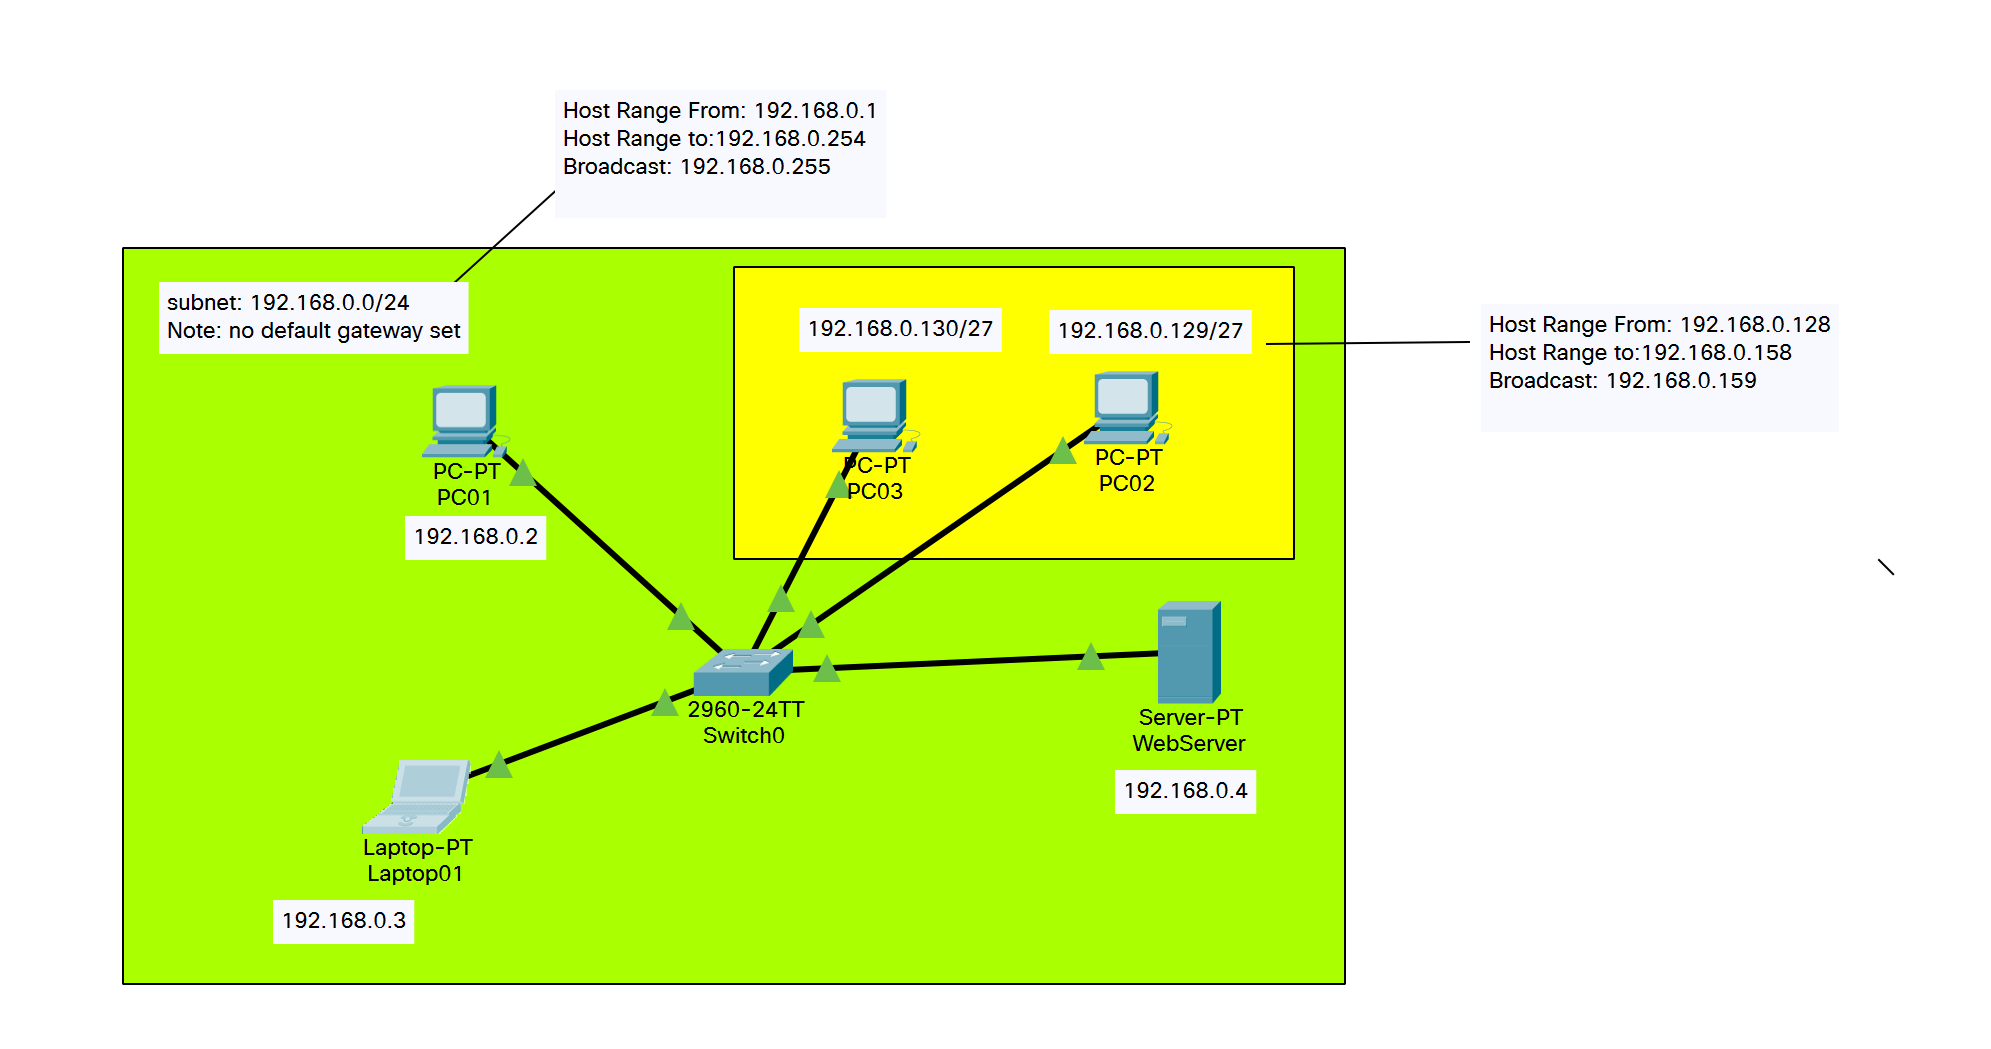 Host Range From: 192.168.0.1
Host Range to:192.168.0.254
Broadcast: 192.168.0.255
subnet: 192.168.0.0/24
Note: no default gateway set
192.168.0.130/27
192.168.0.129/27
Host Range From: 192.168.0.128
Host Range to:192.168.0.158
Broadcast: 192.168.0.159
PC-PT
PC01
192.168.0.2
PC-PT
PC03
PC-PT
PC02
2960-24TT
Switch0
Server-PT
WebServer
192.168.0.4
Laptop-PT
Laptop01
192.168.0.3